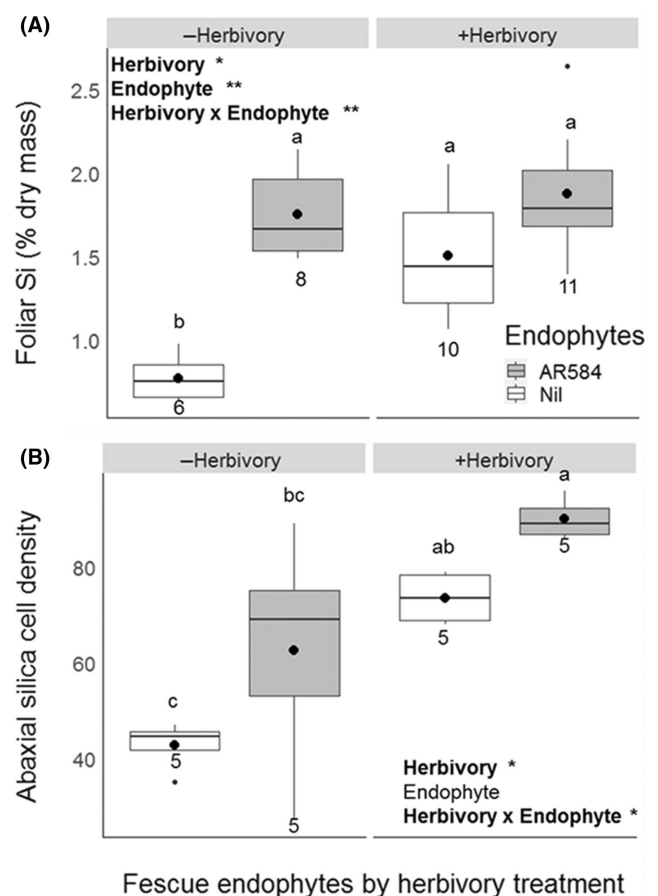 (A)
–Herbivory
+Herbivory
Herbivory *
Endophyte **
Herbivory x Endophyte **
Foliar Si (% dry mass)
2.5
2.0
1.5
1.0
b
a
a
a
6
8
10
11
Endophytes
AR584
Nil
(B)
–Herbivory
+Herbivory
Abaxial silica cell density
80
60
40
c
bc
ab
a
5
5
5
5
Herbivory *
Endophyte
Herbivory x Endophyte *
Fescue endophytes by herbivory treatment